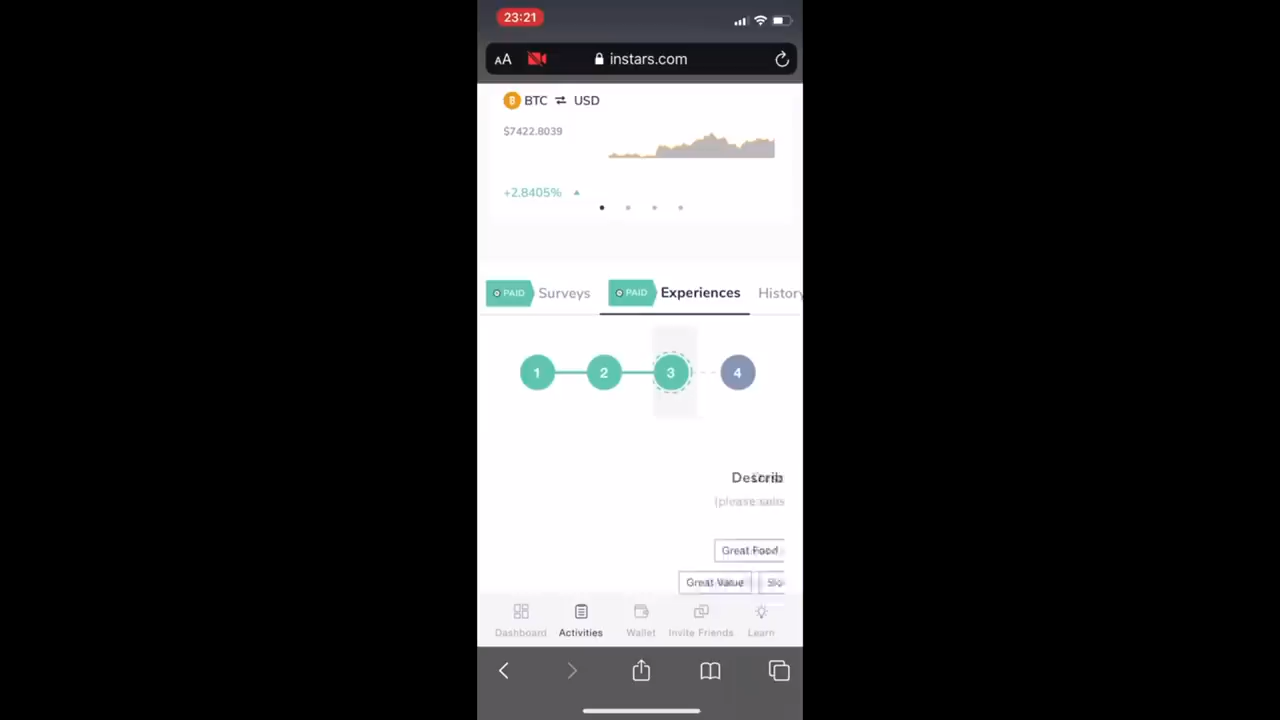 23:21
AA
instars.com
BTC ⇄ USD
$7422.8039
+2.8405%
PAID Surveys PAID Experiences History
1 2 3 4
Great Food
Great Value
Dashboard Activities Wallet Invite Friends Learn